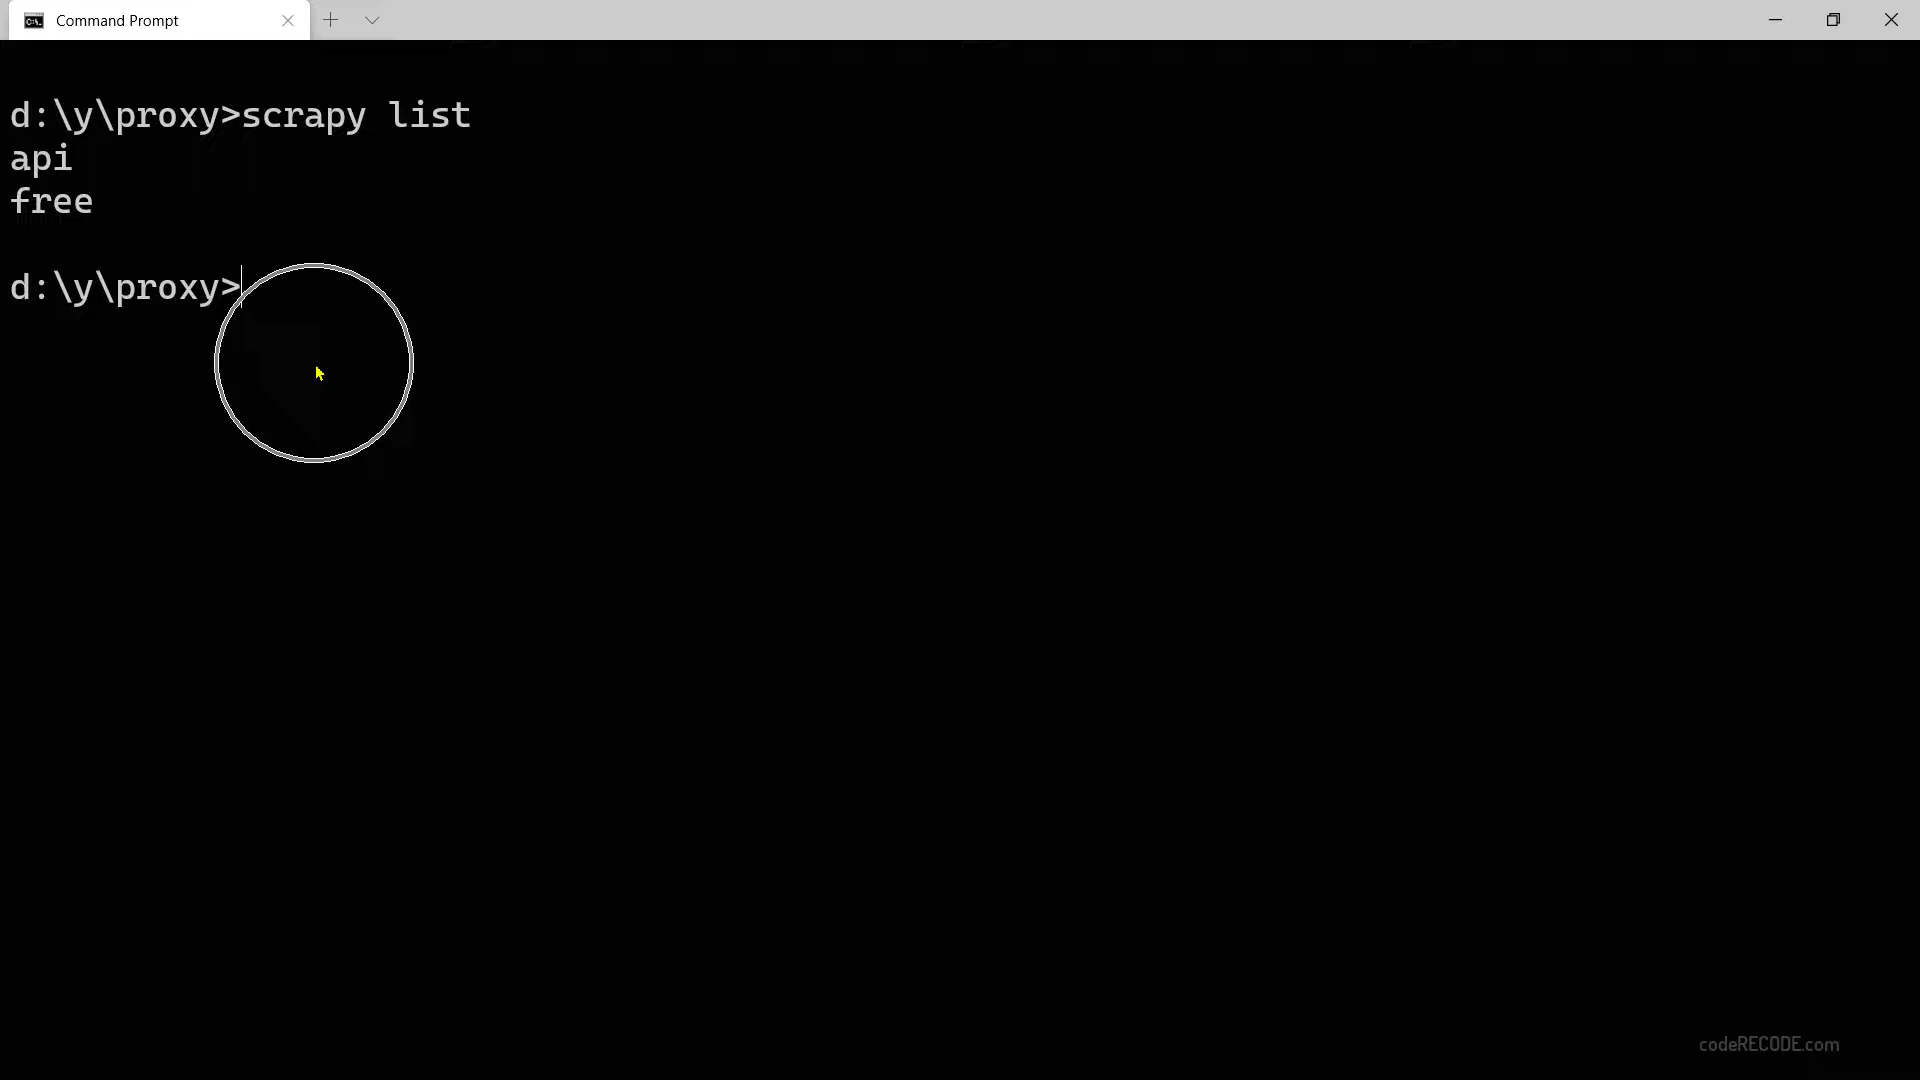 Command Prompt
d:\y\proxy>scrapy list
api
free
d:\y\proxy>
codeRECODE.com